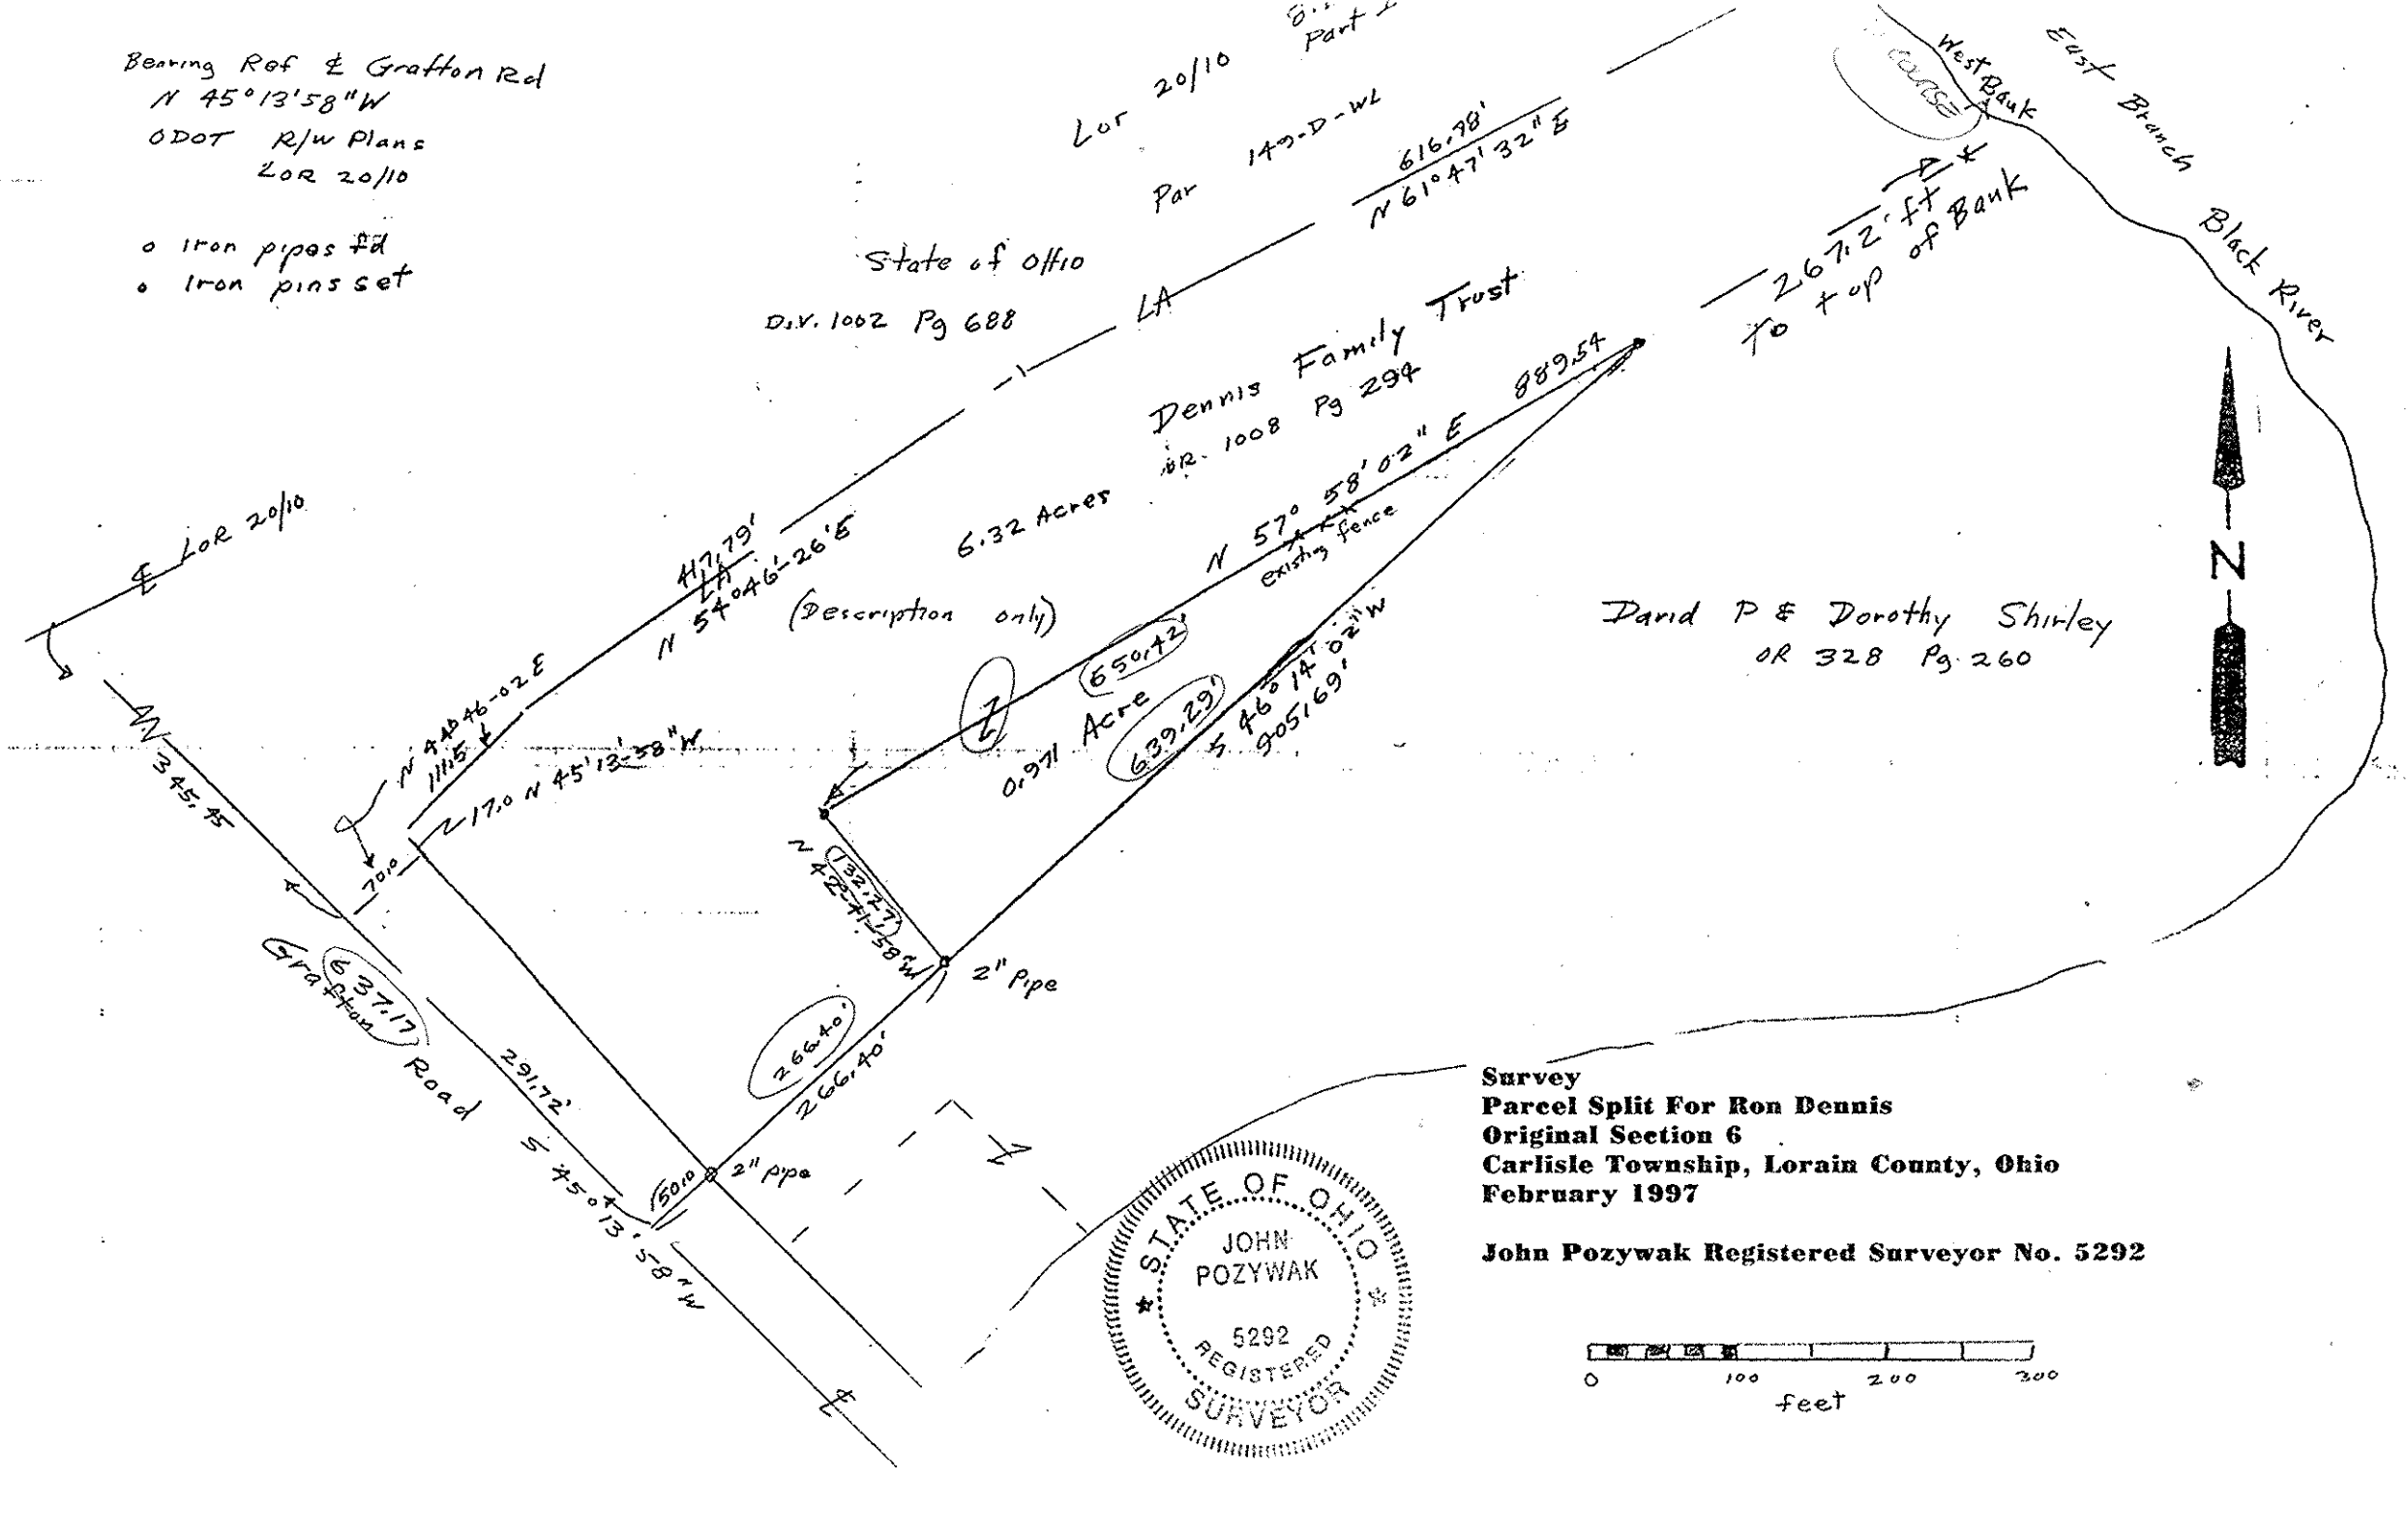 Bearing Ref ℄ Grafton Rd
N 45°13'58"W
ODOT R/W Plans
LOR 20/10
o Iron pipes fd
o Iron pins set
Part
Lor 20/10
Par 149-D-WL
616.78'
N 61°47'32" E
State of Ohio
D.V. 1002 Pg 688
LA
COURSE
West Bank
East Branch Black River
267.2' ft
To top of Bank
Dennis Family Trust
OR. 1008 Pg 294
6.32 Acres
(Description only)
889.54
N 57° 58' 02" E
existing fence
℄ LOR 20/10
417.79'
LA
N 54°46'-26'E
N 44°46-02 E
111.5
17.0 N 45'13'-58"W
70.0
345.45
650.42'
0.971 Acre
639.29'
S 46° 14' 02"W
905.69'
David P & Dorothy Shirley
OR 328 Pg. 260
N
132.27'
N 42°-41-58"W
2" Pipe
266.40'
266.40'
Grafton Road
637.17
291.72'
S 45°13'58"W
50.0
2" pipe
℄
Survey
Parcel Split For Ron Dennis
Original Section 6
Carlisle Township, Lorain County, Ohio
February 1997
John Pozywak Registered Surveyor No. 5292
STATE OF OHIO
JOHN
POZYWAK
5292
REGISTERED
SURVEYOR
0 100 200 300
feet